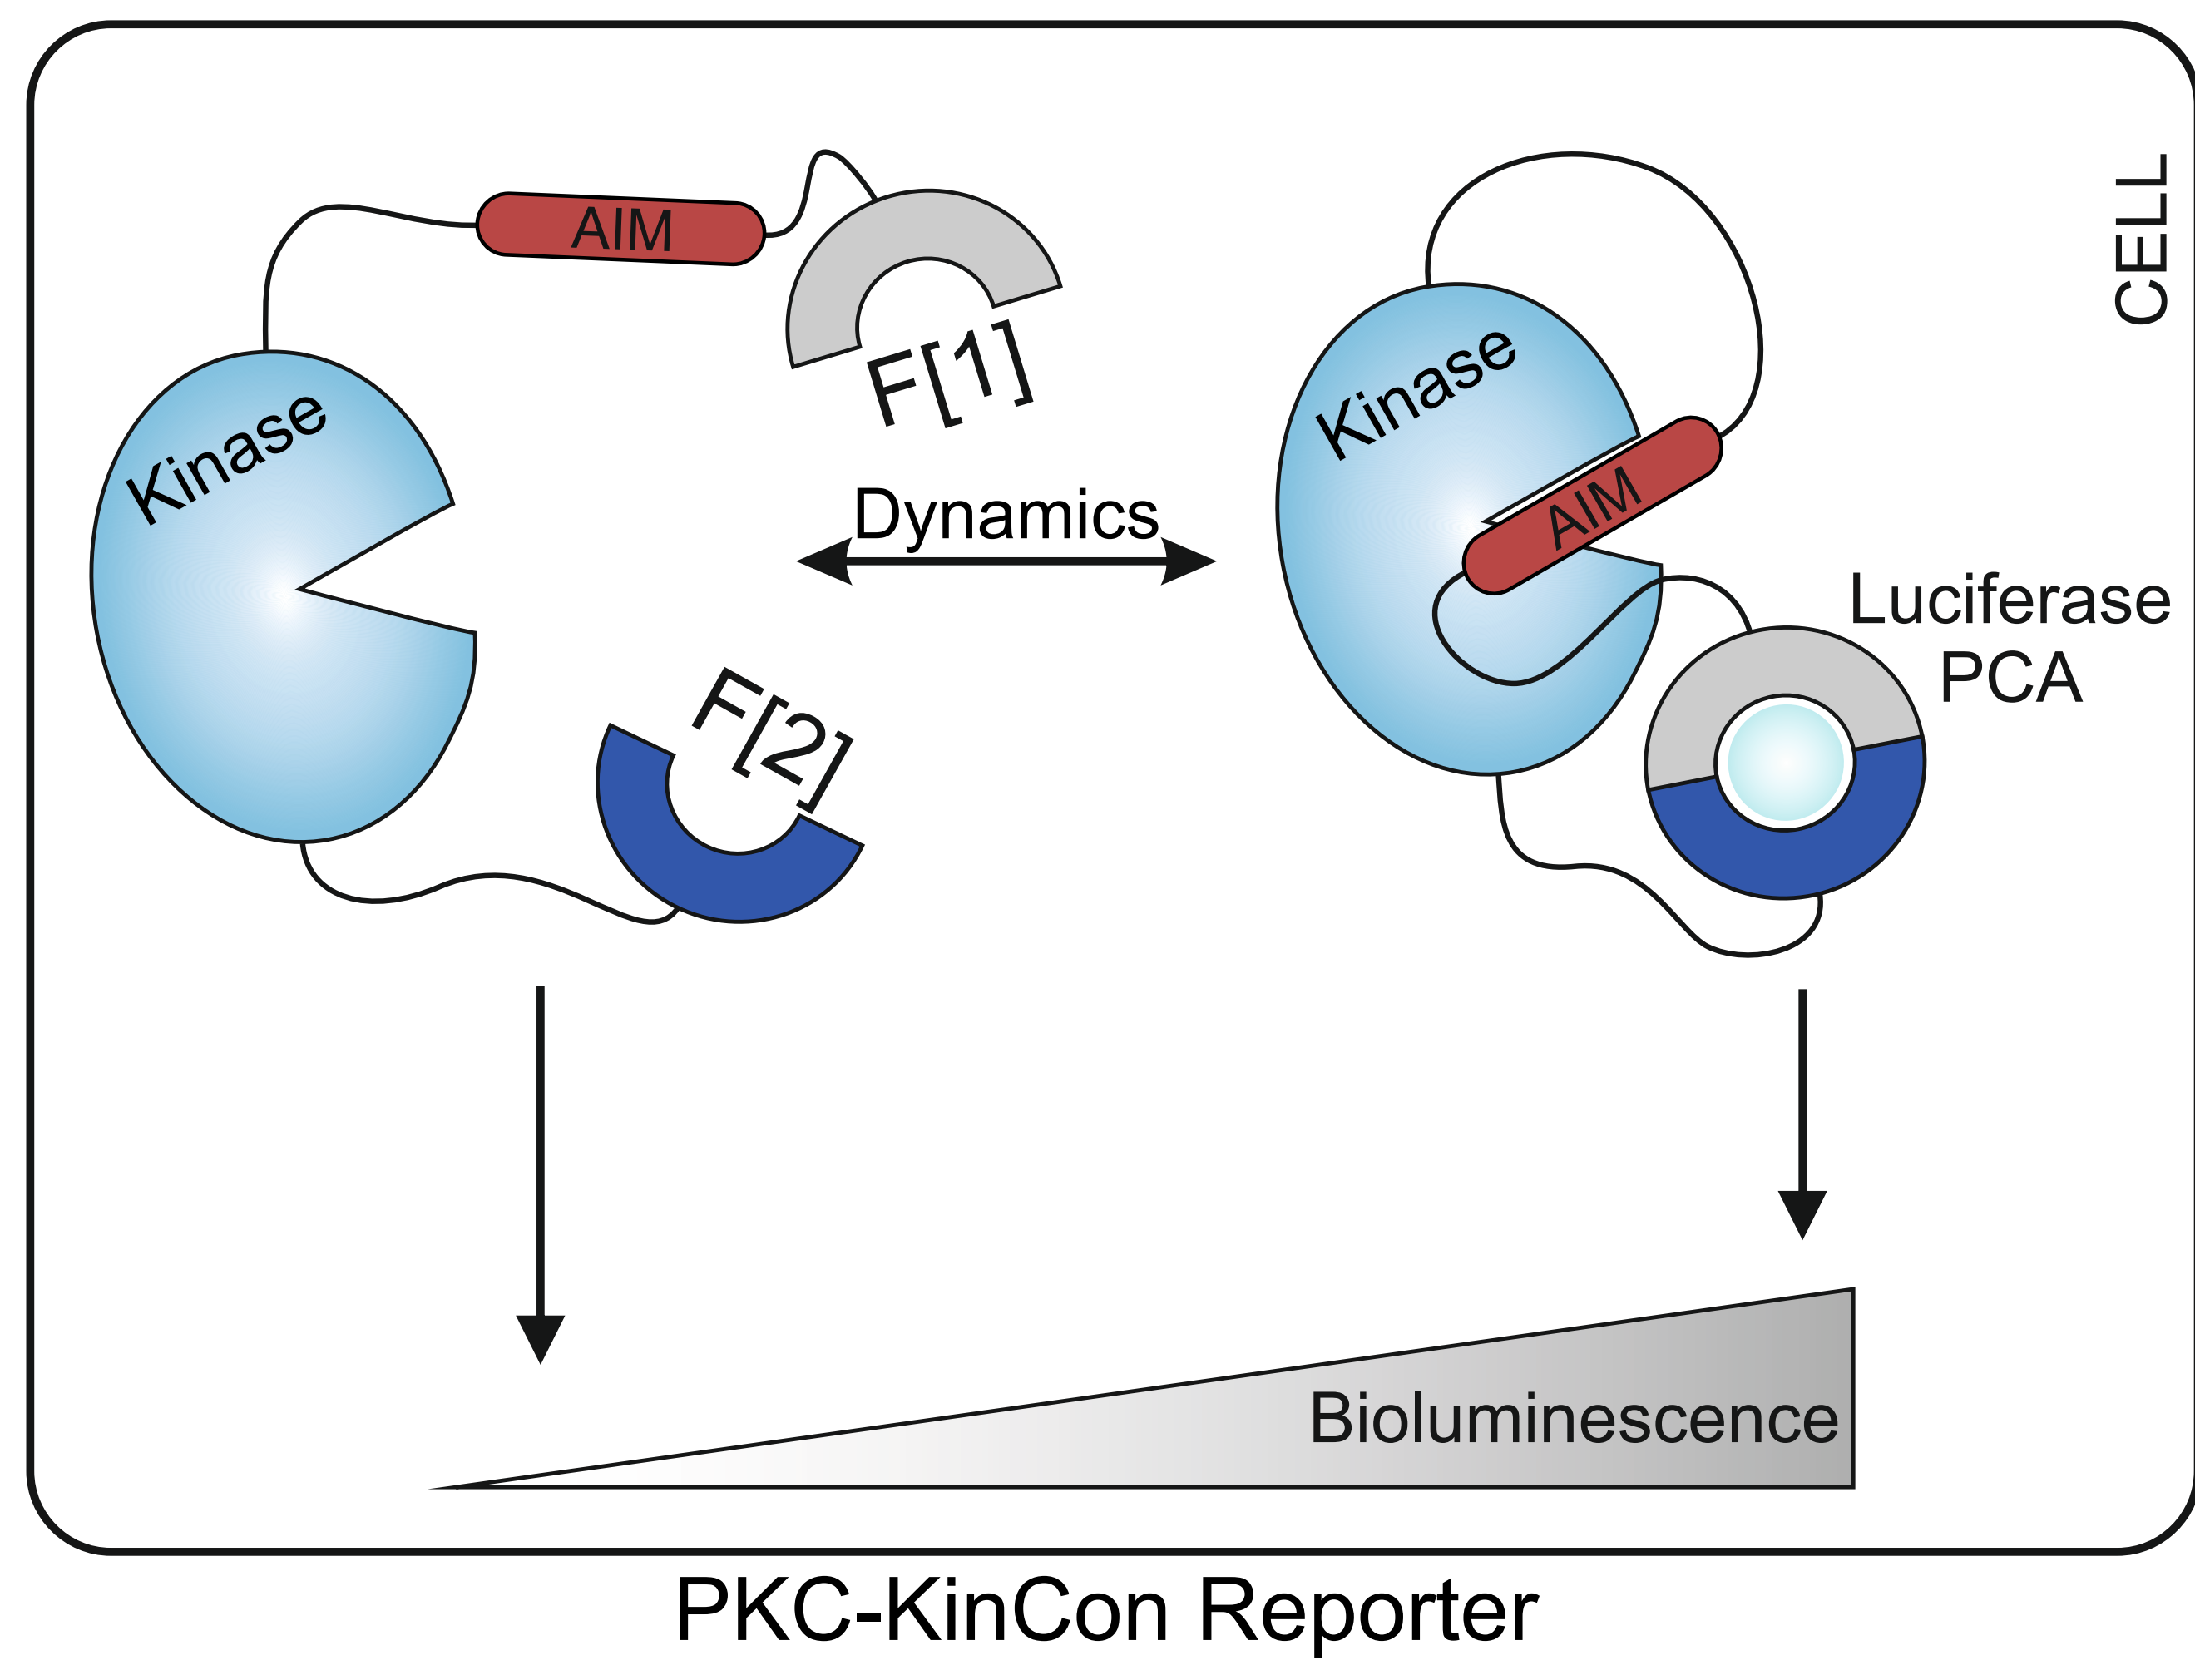 AIM
F[1]
Kinase
Dynamics
F[2]
Kinase
AIM
CELL
Luciferase
PCA
Bioluminescence
PKC-KinCon Reporter